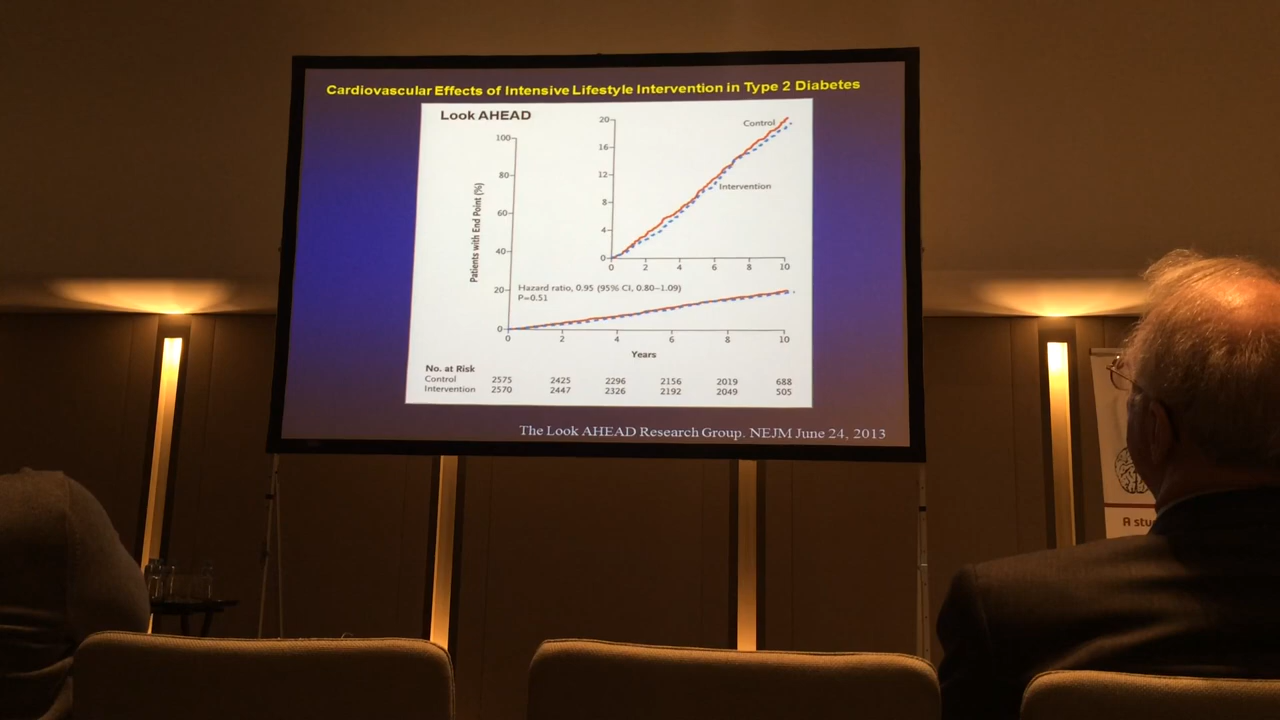 Cardiovascular Effects of Intensive Lifestyle Intervention in Type 2 Diabetes
Look AHEAD
Patients with End Point (%)
100
80
60
40
20
0
20
16
12
8
4
0
Control
Intervention
0 2 4 6 8 10
Hazard ratio, 0.95 (95% CI, 0.80–1.09)
P=0.51
0 2 4 6 8 10
Years
No. at Risk
Control 2575 2425 2296 2156 2019 688
Intervention 2570 2447 2326 2192 2049 505
The Look AHEAD Research Group. NEJM June 24, 2013
A